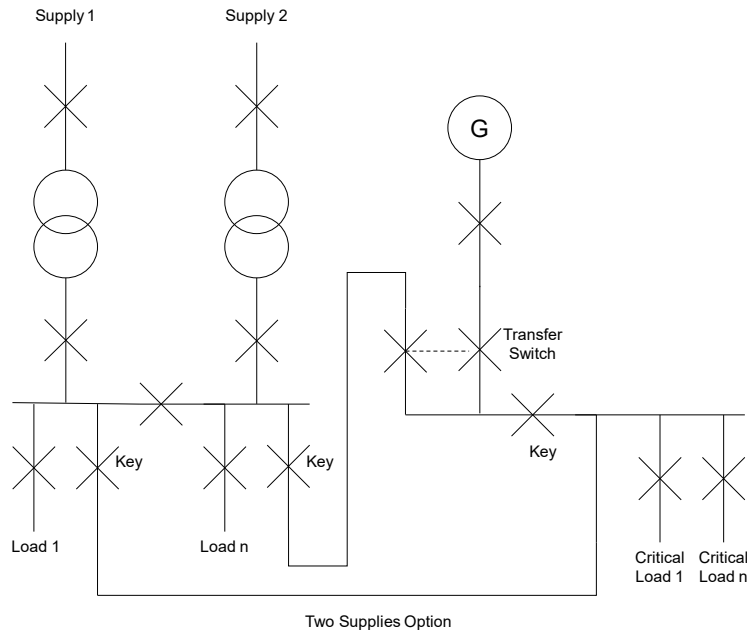 Supply 1
Supply 2
G
Transfer
Switch
Key
Key
Key
Load 1
Load n
Critical
Load 1
Critical
Load n
Two Supplies Option